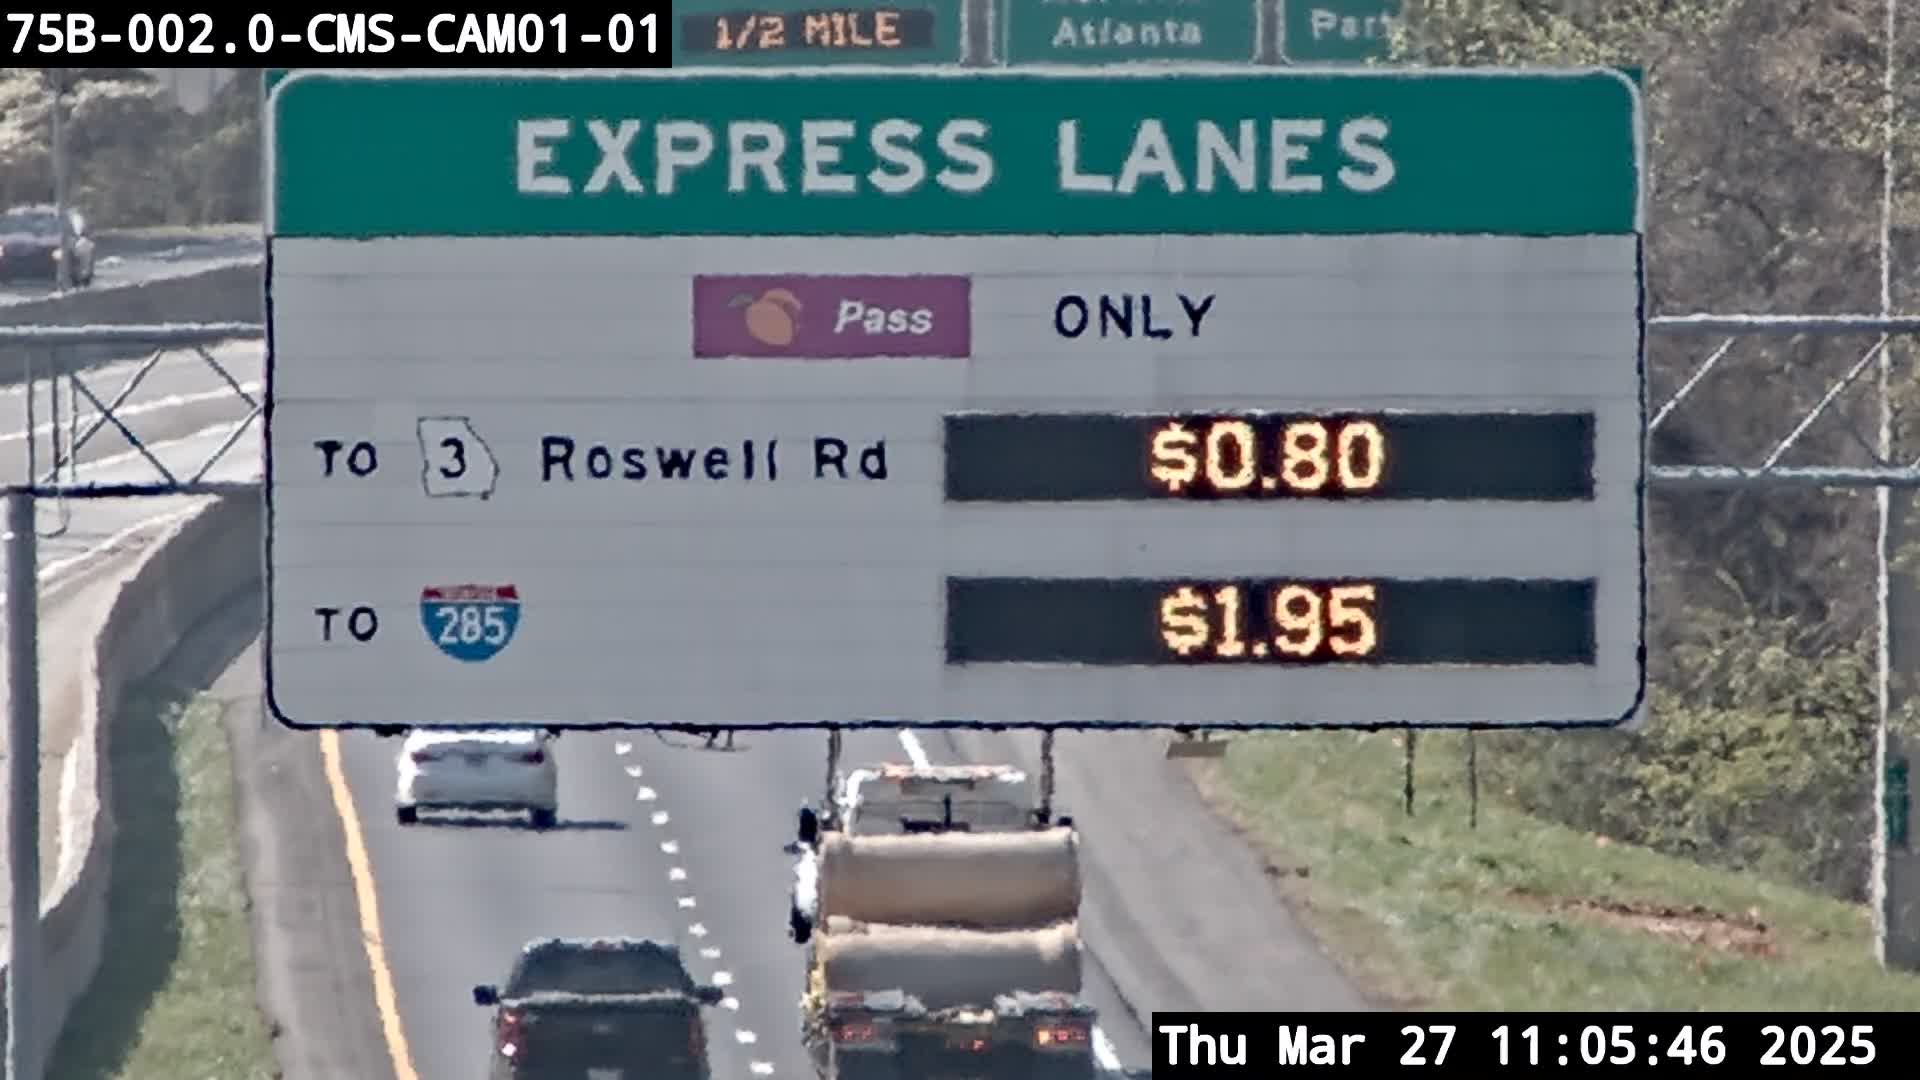 75B-002.0-CMS-CAM01-01
1/2 MILE
Atlanta
EXPRESS LANES
Pass ONLY
TO 3 Roswell Rd $0.80
TO 285 $1.95
Thu Mar 27 11:05:46 2025